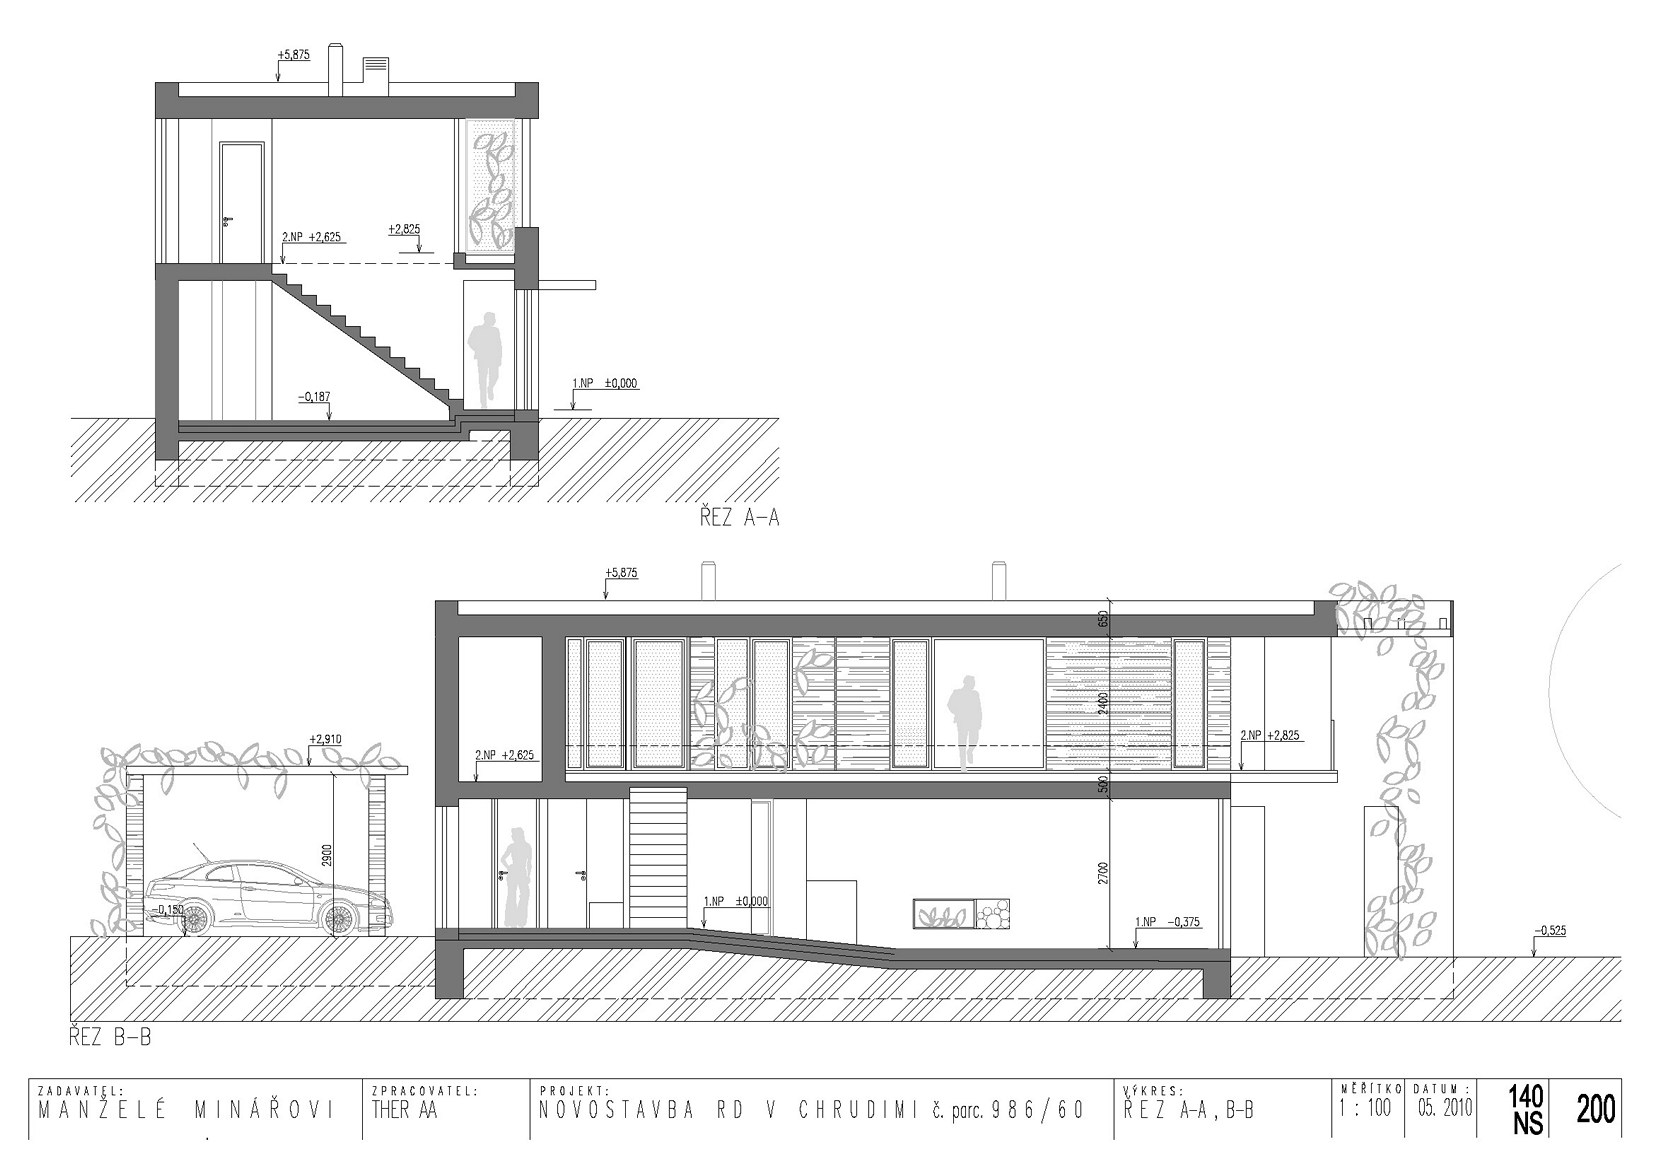 +5,875
2.NP +2,625
+2,825
-0,187
1.NP ±0,000
ŘEZ A-A
+5,875
650
2400
2.NP +2,625
2.NP +2,825
500
+2,910
2900
-0,150
2700
1.NP ±0,000
1.NP -0,375
-0,525
ŘEZ B-B
ZADAVATEL:
MANŽELÉ MINÁŘOVI
ZPRACOVATEL:
THER AA
PROJEKT:
NOVOSTAVBA RD V CHRUDIMI č. parc. 986/60
VÝKRES:
ŘEZ A-A, B-B
MĚŘÍTKO
1 : 100
DATUM :
05. 2010
140
NS
200